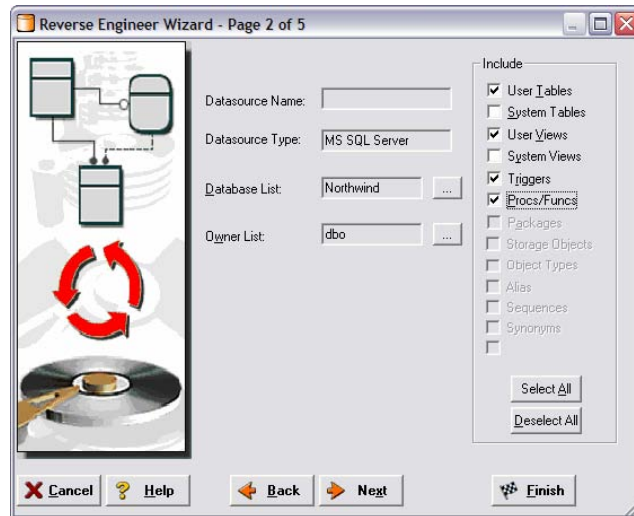 Reverse Engineer Wizard - Page 2 of 5
Include
Datasource Name:
Datasource Type: MS SQL Server
Database List: Northwind ...
Owner List: dbo ...
User Tables
System Tables
User Views
System Views
Triggers
Procs/Funcs
Packages
Storage Objects
Object Types
Alias
Sequences
Synonyms
Select All
Deselect All
Cancel ? Help Back Next Finish